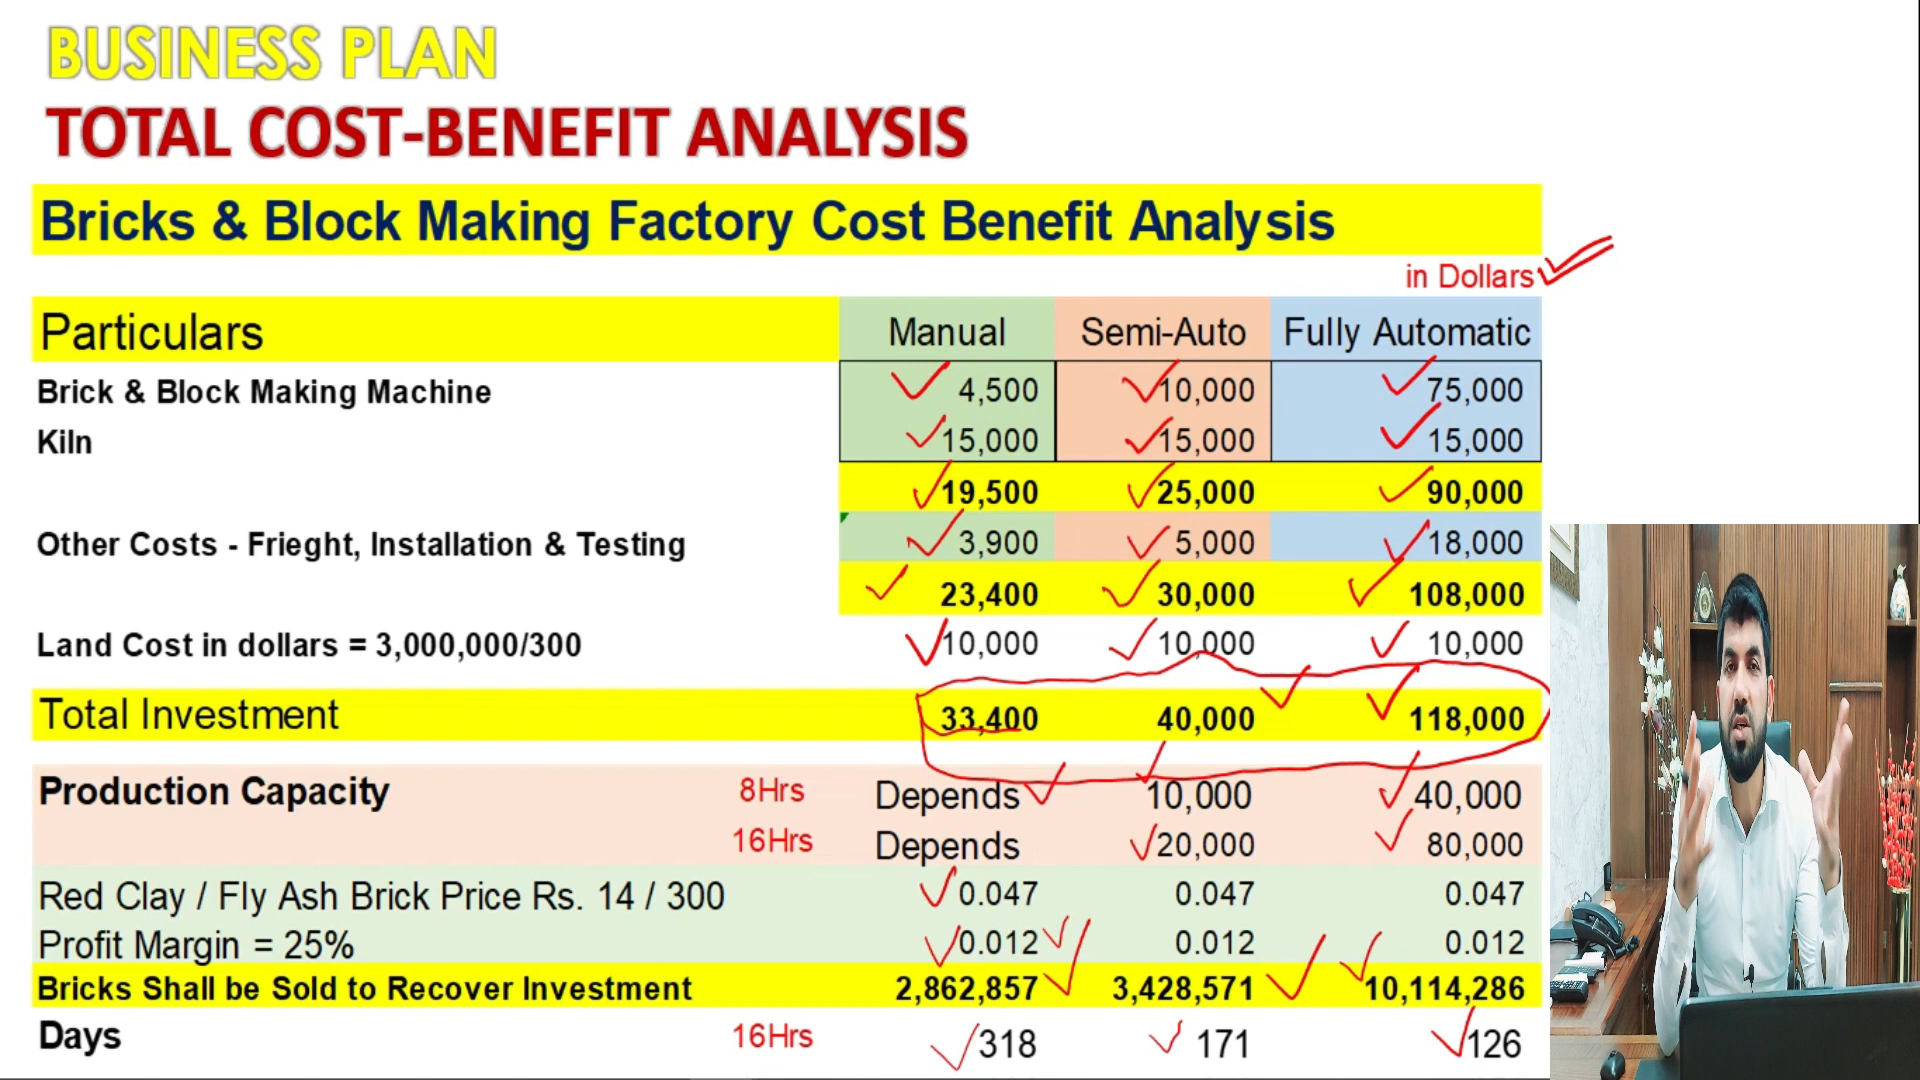 BUSINESS PLAN
TOTAL COST-BENEFIT ANALYSIS
Bricks & Block Making Factory Cost Benefit Analysis
in Dollars
Particulars Manual Semi-Auto Fully Automatic
Brick & Block Making Machine 4,500 10,000 75,000
Kiln 15,000 15,000 15,000
19,500 25,000 90,000
Other Costs - Frieght, Installation & Testing 3,900 5,000 18,000
23,400 30,000 108,000
Land Cost in dollars = 3,000,000/300 10,000 10,000 10,000
Total Investment 33,400 40,000 118,000
Production Capacity 8Hrs Depends 10,000 40,000
16Hrs Depends 20,000 80,000
Red Clay / Fly Ash Brick Price Rs. 14 / 300 0.047 0.047 0.047
Profit Margin = 25% 0.012 0.012 0.012
Bricks Shall be Sold to Recover Investment 2,862,857 3,428,571 10,114,286
Days 16Hrs 318 171 126